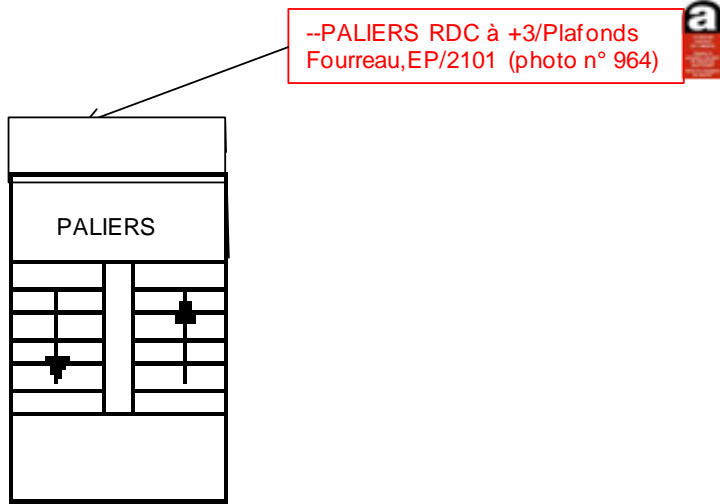 --PALIERS RDC à +3/Plafonds
Fourreau,EP/2101 (photo n° 964)
a
PALIERS